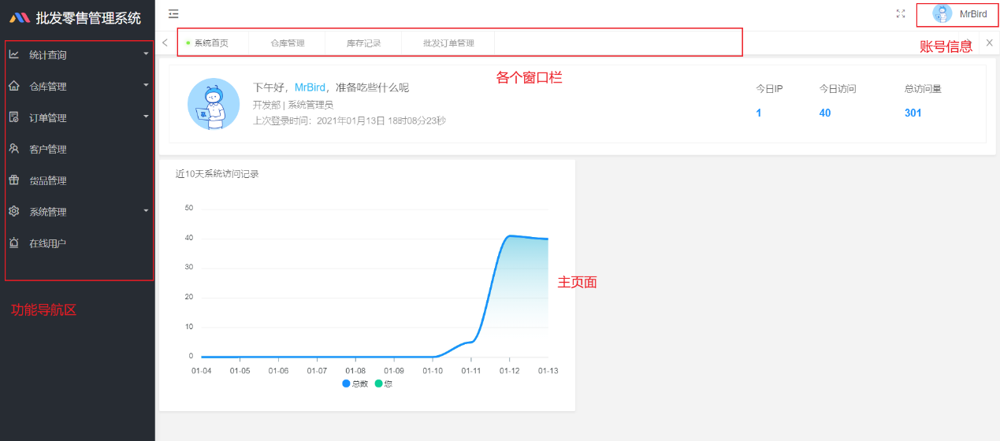 批发零售管理系统
MrBird
账号信息
统计查询
仓库管理
订单管理
客户管理
货品管理
系统管理
在线用户
功能导航区
系统首页 仓库管理 库存记录 批发订单管理
各个窗口栏
下午好，MrBird，准备吃些什么呢
开发部 | 系统管理员
上次登录时间：2021年01月13日 18时08分23秒
今日IP 今日访问 总访问量
1 40 301
近10天系统访问记录
50
40
30
20
10
0
01-04 01-05 01-06 01-07 01-08 01-09 01-10 01-11 01-12 01-13
总数 您
主页面